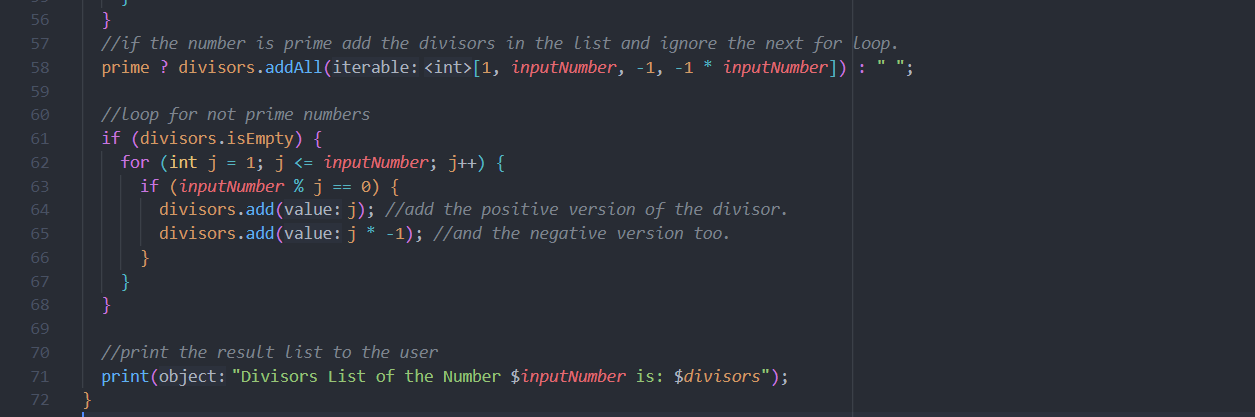 55 }
56 }
57 //if the number is prime add the divisors in the list and ignore the next for loop.
58 prime ? divisors.addAll(iterable: <int>[1, inputNumber, -1, -1 * inputNumber]) : " ";
59
60 //loop for not prime numbers
61 if (divisors.isEmpty) {
62 for (int j = 1; j <= inputNumber; j++) {
63 if (inputNumber % j == 0) {
64 divisors.add(value: j); //add the positive version of the divisor.
65 divisors.add(value: j * -1); //and the negative version too.
66 }
67 }
68 }
69
70 //print the result list to the user
71 print(object: "Divisors List of the Number $inputNumber is: $divisors");
72 }